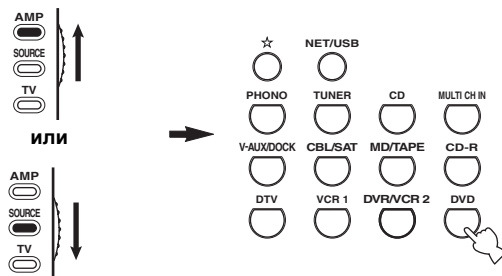 AMP
SOURCE
TV
или
AMP
SOURCE
TV
☆ NET/USB
PHONO TUNER CD MULTI CH IN
V-AUX/DOCK CBL/SAT MD/TAPE CD-R
DTV VCR 1 DVR/VCR 2 DVD